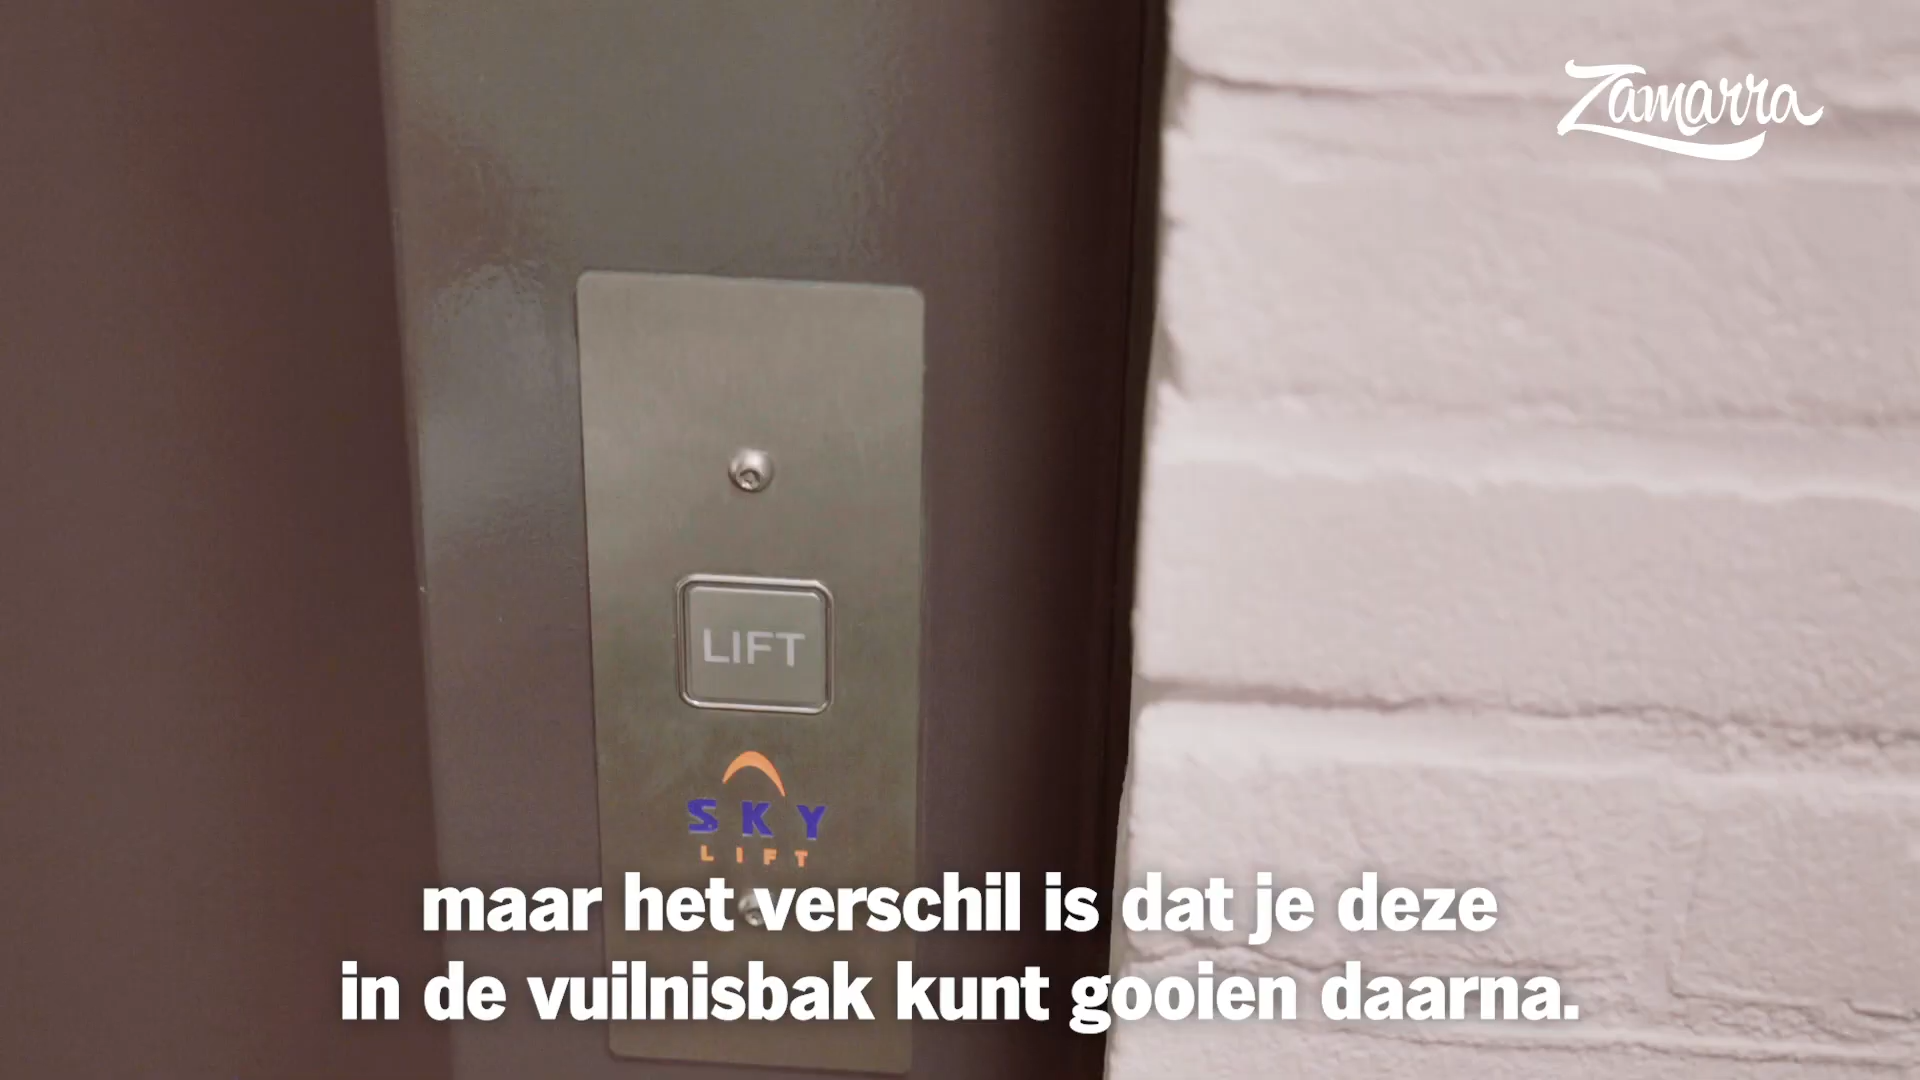 Zamarra
LIFT
SKY
LIFT
maar het verschil is dat je deze
in de vuilnisbak kunt gooien daarna.